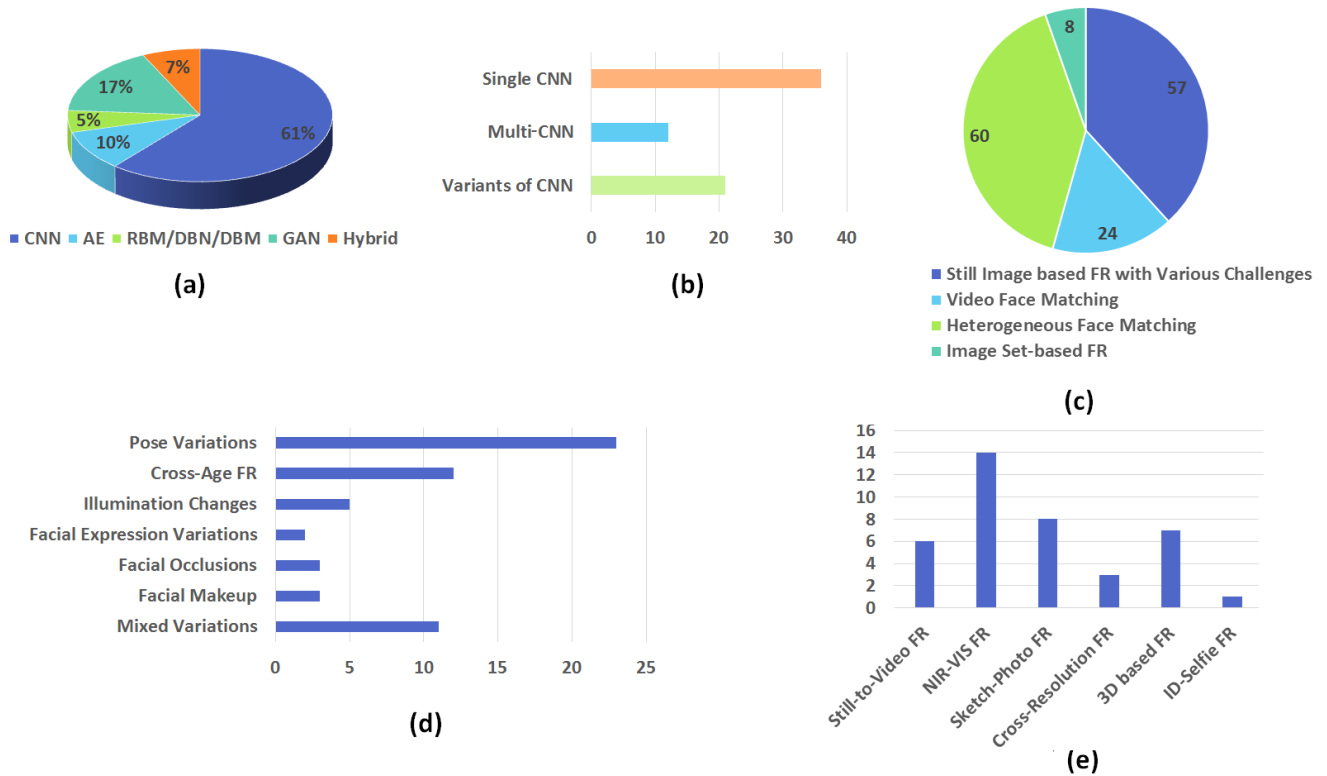 7%
17%
5%
10%
61%
CNN AE RBM/DBN/DBM GAN Hybrid
(a)
Single CNN
Multi-CNN
Variants of CNN
0 10 20 30 40
(b)
8
57
60
24
Still Image based FR with Various Challenges
Video Face Matching
Heterogeneous Face Matching
Image Set-based FR
(c)
Pose Variations
Cross-Age FR
Illumination Changes
Facial Expression Variations
Facial Occlusions
Facial Makeup
Mixed Variations
0 5 10 15 20 25
(d)
16
14
12
10
8
6
4
2
0
Still-to-Video FR
NIR-VIS FR
Sketch-Photo FR
Cross-Resolution FR
3D based FR
ID-Selfie FR
(e)